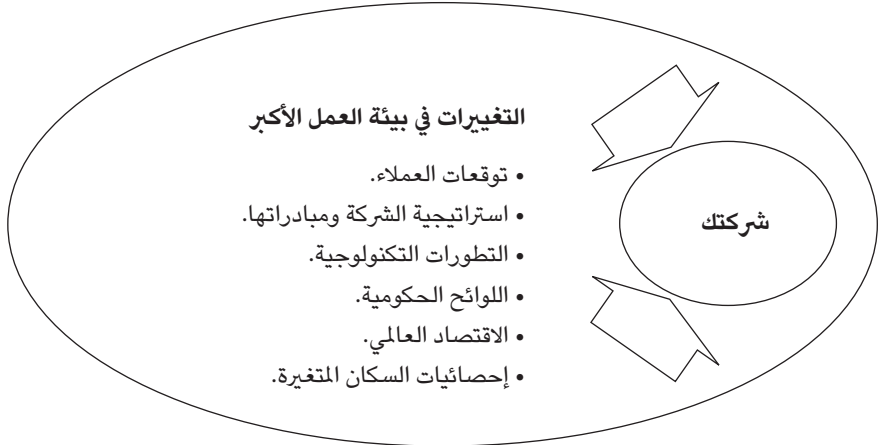 التغييرات في بيئة العمل الأكبر
• توقعات العملاء.
• استراتيجية الشركة ومبادراتها.
• التطورات التكنولوجية.
• اللوائح الحكومية.
• الاقتصاد العالمي.
• إحصائيات السكان المتغيرة.
شركتك